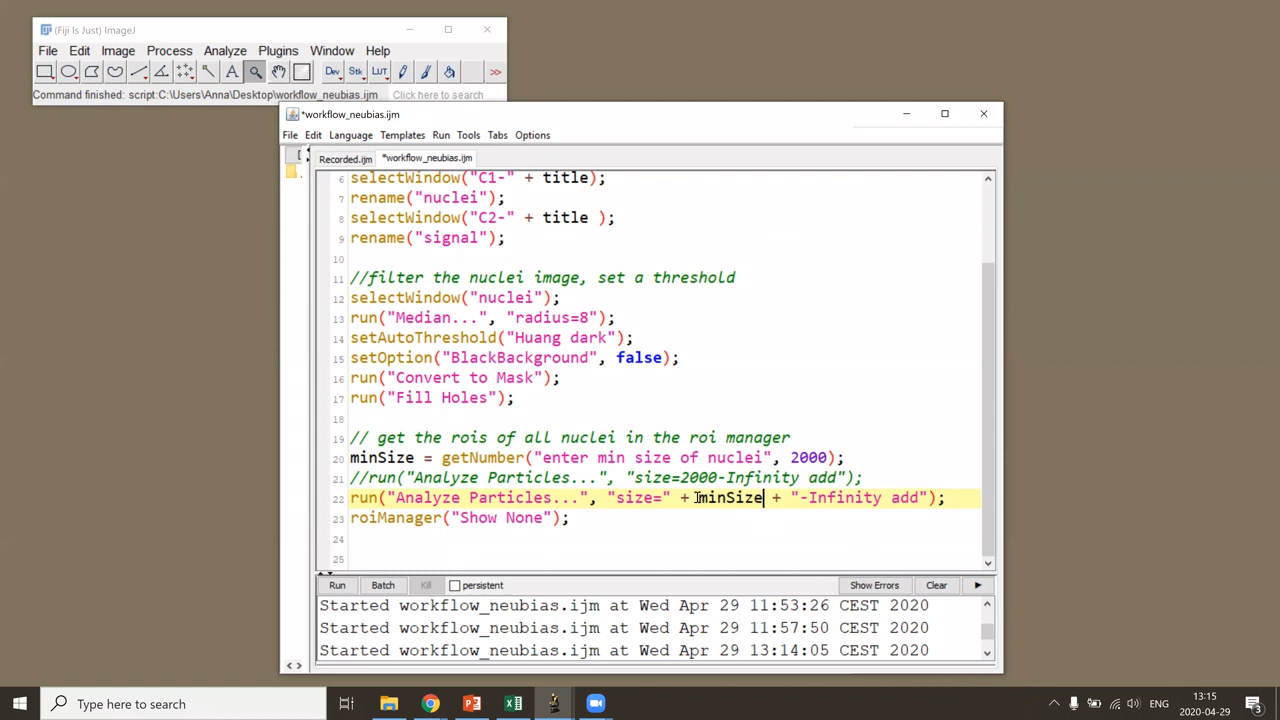 (Fiji Is Just) ImageJ
File Edit Image Process Analyze Plugins Window Help
Dev Stk LUT >>
Command finished: script:C:\Users\Anna\Desktop\workflow_neubias.ijm Click here to search
*workflow_neubias.ijm
File Edit Language Templates Run Tools Tabs Options
Recorded.ijm *workflow_neubias.ijm
6 selectWindow("C1-" + title);
7 rename("nuclei");
8 selectWindow("C2-" + title );
9 rename("signal");
10
11 //filter the nuclei image, set a threshold
12 selectWindow("nuclei");
13 run("Median...", "radius=8");
14 setAutoThreshold("Huang dark");
15 setOption("BlackBackground", false);
16 run("Convert to Mask");
17 run("Fill Holes");
18
19 // get the rois of all nuclei in the roi manager
20 minSize = getNumber("enter min size of nuclei", 2000);
21 //run("Analyze Particles...", "size=2000-Infinity add");
22 run("Analyze Particles...", "size=" + minSize + "-Infinity add");
23 roiManager("Show None");
24
25
Run Batch Kill persistent Show Errors Clear
Started workflow_neubias.ijm at Wed Apr 29 11:53:26 CEST 2020
Started workflow_neubias.ijm at Wed Apr 29 11:57:50 CEST 2020
Started workflow_neubias.ijm at Wed Apr 29 13:14:05 CEST 2020
Type here to search
ENG
13:15
2020-04-29
3